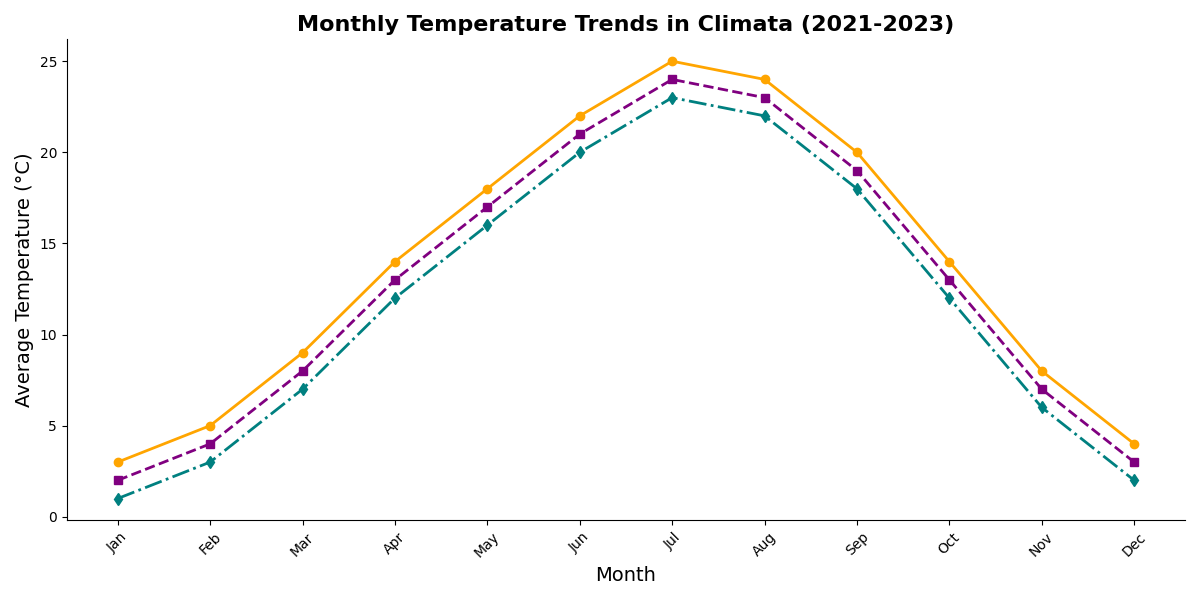 Monthly Temperature Trends in Climata (2021-2023)
Average Temperature (°C)
25
20
15
10
5
0
Jan
Feb
Mar
Apr
May
Jun
Jul
Aug
Sep
Oct
Nov
Dec
Month